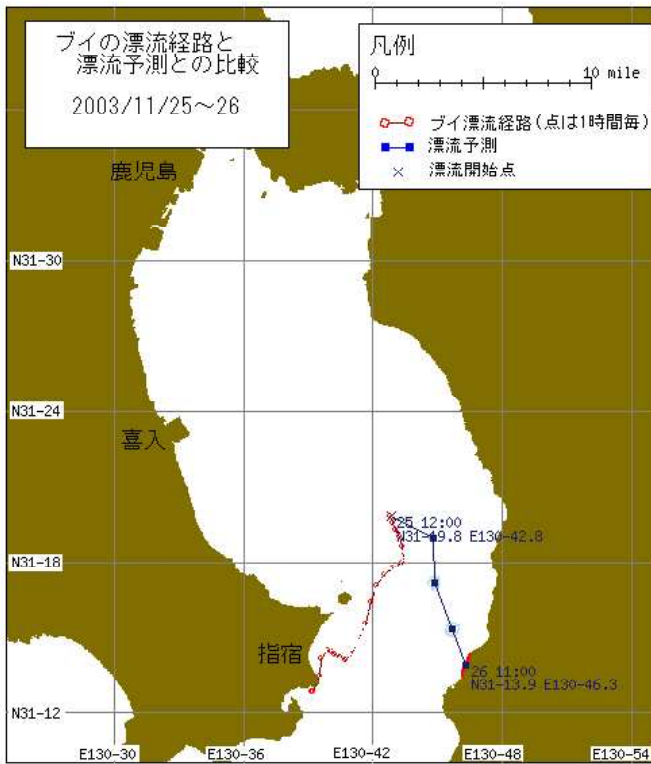 ブイの漂流経路と
漂流予測との比較
2003/11/25～26
凡例
0 10 mile
ブイ漂流経路(点は1時間毎)
漂流予測
漂流開始点
鹿児島
N31-30
N31-24
喜入
25 12:00
N31-19.8 E130-42.8
N31-18
指宿
26 11:00
N31-13.9 E130-46.3
N31-12
E130-30 E130-36 E130-42 E130-48 E130-54